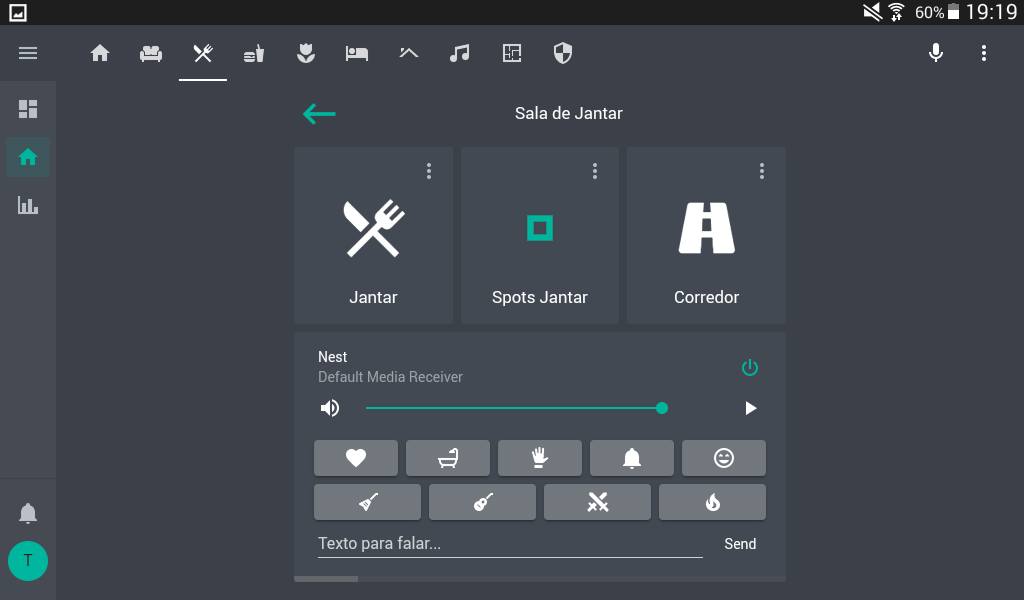 60% 19:19
Sala de Jantar
Jantar Spots Jantar Corredor
Nest
Default Media Receiver
Texto para falar... Send
T